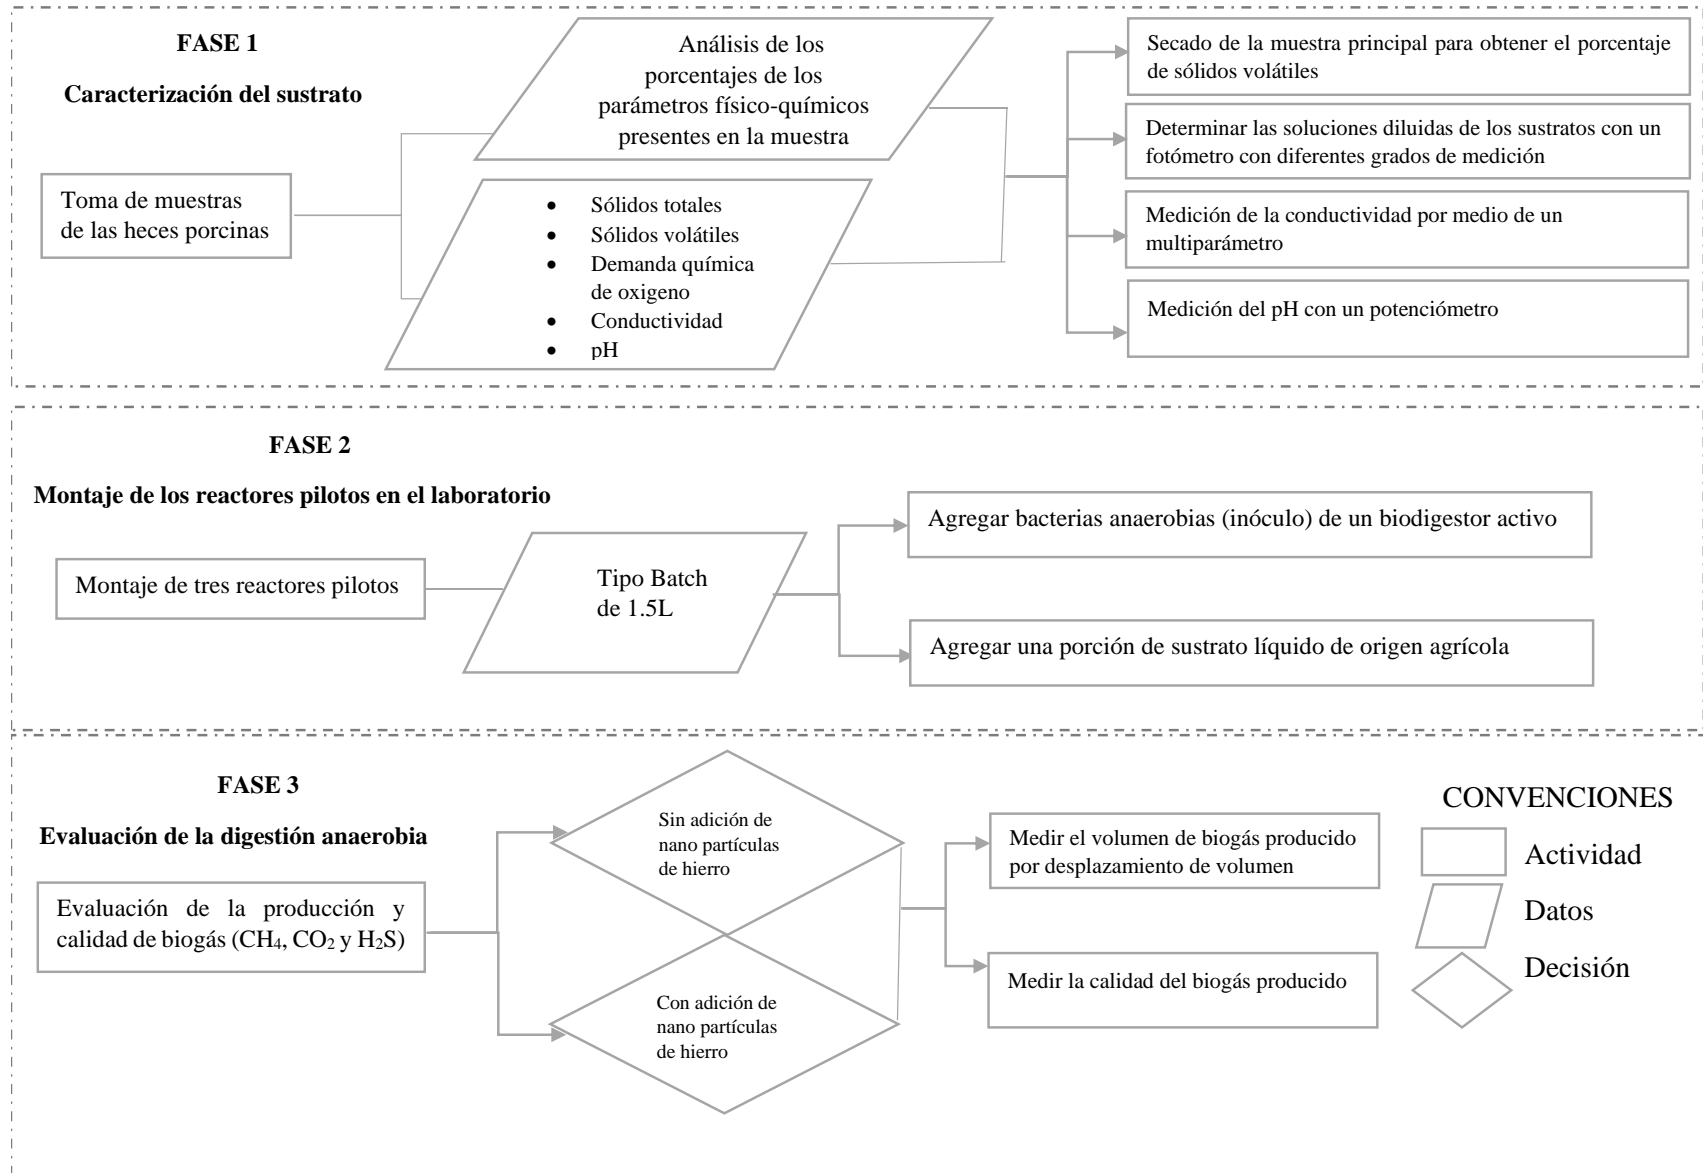 FASE 1
Caracterización del sustrato
Toma de muestras
de las heces porcinas
Análisis de los
porcentajes de los
parámetros físico-químicos
presentes en la muestra
• Sólidos totales
• Sólidos volátiles
• Demanda química
de oxigeno
• Conductividad
• pH
Secado de la muestra principal para obtener el porcentaje
de sólidos volátiles
Determinar las soluciones diluidas de los sustratos con un
fotómetro con diferentes grados de medición
Medición de la conductividad por medio de un
multiparámetro
Medición del pH con un potenciómetro
FASE 2
Montaje de los reactores pilotos en el laboratorio
Montaje de tres reactores pilotos
Tipo Batch
de 1.5L
Agregar bacterias anaerobias (inóculo) de un biodigestor activo
Agregar una porción de sustrato líquido de origen agrícola
FASE 3
Evaluación de la digestión anaerobia
Evaluación de la producción y
calidad de biogás (CH₄, CO₂ y H₂S)
Sin adición de
nano partículas
de hierro
Con adición de
nano partículas
de hierro
Medir el volumen de biogás producido
por desplazamiento de volumen
Medir la calidad del biogás producido
CONVENCIONES
Actividad
Datos
Decisión